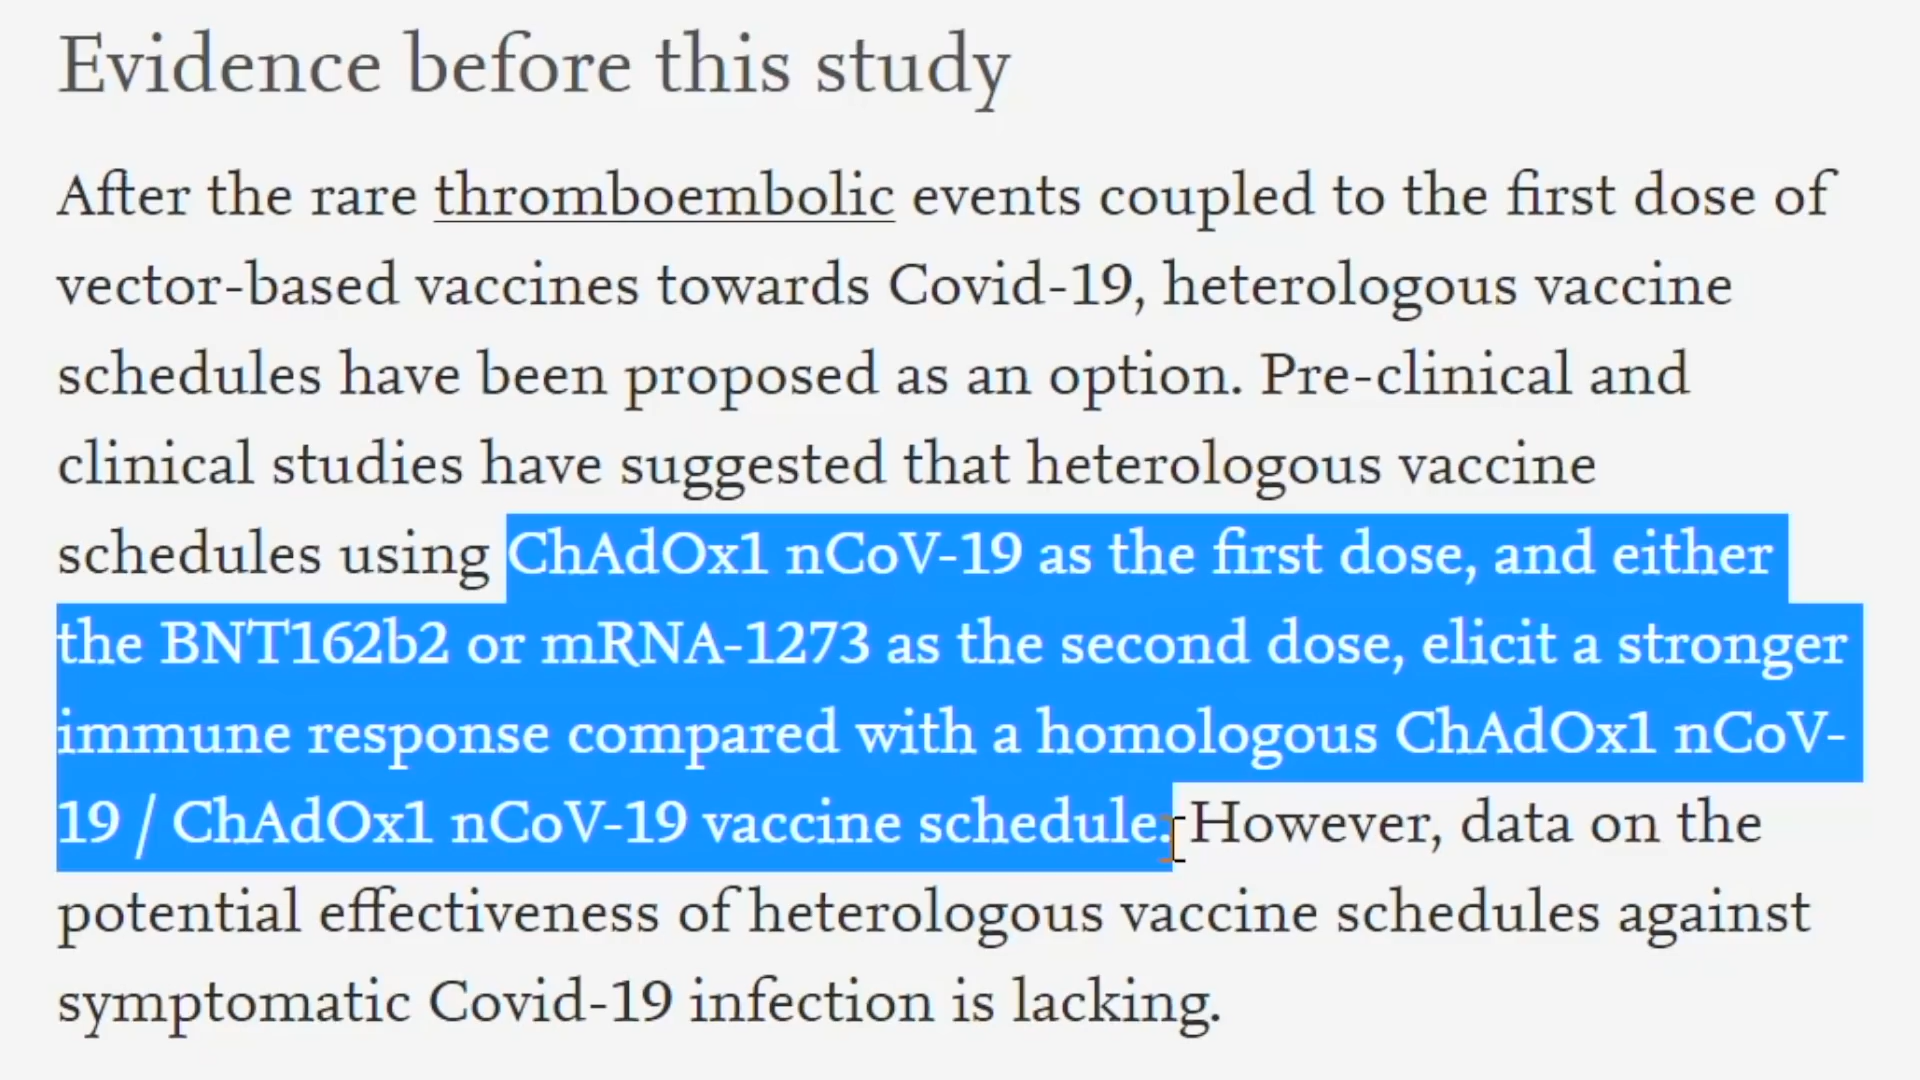 Evidence before this study
After the rare thromboembolic events coupled to the first dose of
vector-based vaccines towards Covid-19, heterologous vaccine
schedules have been proposed as an option. Pre-clinical and
clinical studies have suggested that heterologous vaccine
schedules using ChAdOx1 nCoV-19 as the first dose, and either
the BNT162b2 or mRNA-1273 as the second dose, elicit a stronger
immune response compared with a homologous ChAdOx1 nCoV-
19 / ChAdOx1 nCoV-19 vaccine schedule. However, data on the
potential effectiveness of heterologous vaccine schedules against
symptomatic Covid-19 infection is lacking.